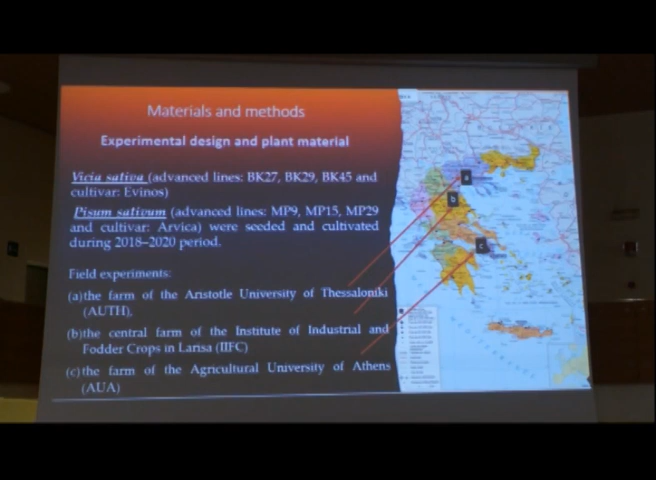 Materials and methods
Experimental design and plant material
Vicia sativa (advanced lines: BK27, BK29, BK45 and
cultivar: Evinos)
Pisum sativum (advanced lines: MP9, MP15, MP29
and cultivar: Arvica) were seeded and cultivated
during 2018–2020 period.
Field experiments:
(a)the farm of the Aristotle University of Thessaloniki
(AUTH),
(b)the central farm of the Institute of Industrial and
Fodder Crops in Larisa (IIFC)
(c)the farm of the Agricultural University of Athens
(AUA)
a
b
c